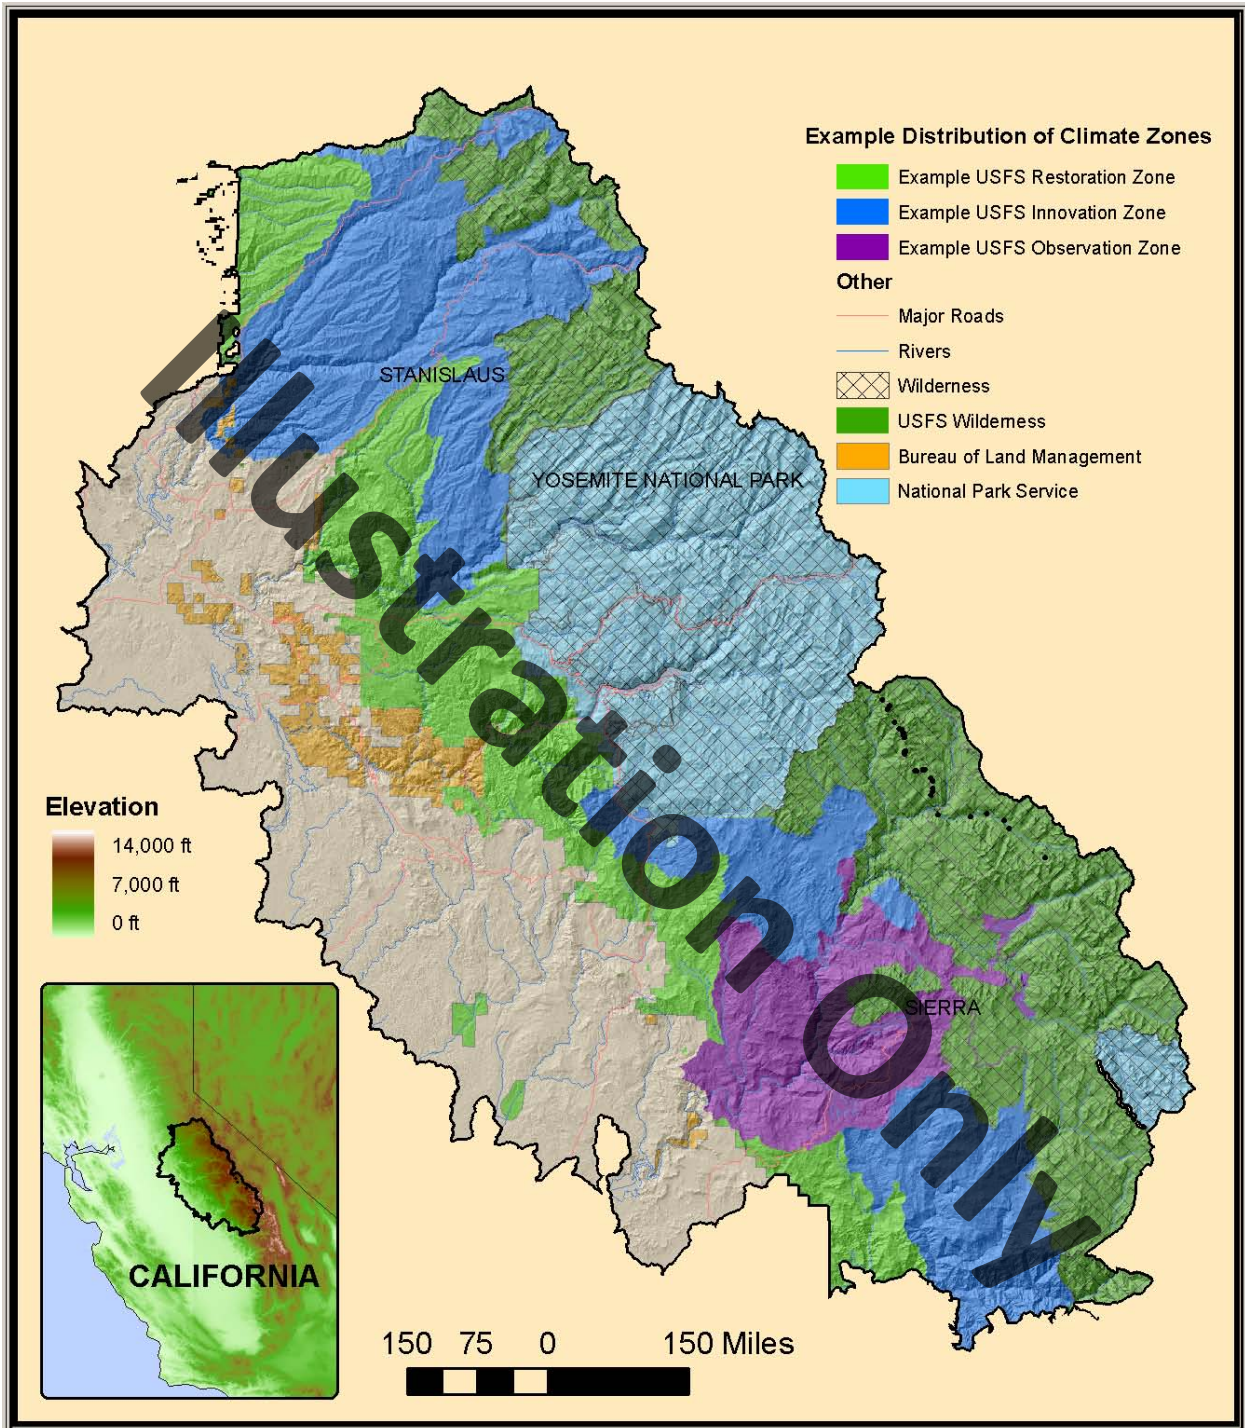 Example Distribution of Climate Zones
Example USFS Restoration Zone
Example USFS Innovation Zone
Example USFS Observation Zone
Other
Major Roads
Rivers
Wilderness
USFS Wilderness
Bureau of Land Management
National Park Service
STANISLAUS
YOSEMITE NATIONAL PARK
SIERRA
Illustration Only
Elevation
14,000 ft
7,000 ft
0 ft
CALIFORNIA
150 75 0 150 Miles